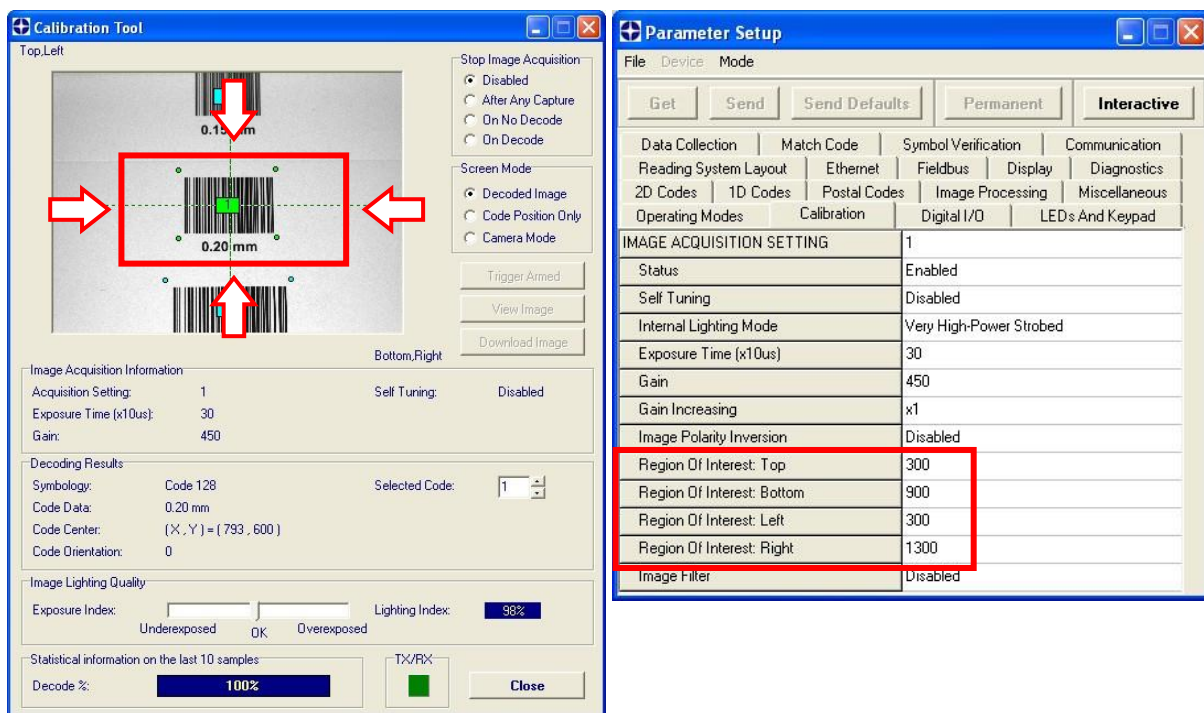 Calibration Tool
Top,Left
0.15 mm
1
0.20 mm
Bottom,Right
Stop Image Acquisition
Disabled
After Any Capture
On No Decode
On Decode
Screen Mode
Decoded Image
Code Position Only
Camera Mode
Trigger Armed
View Image
Download Image
Image Acquisition Information
Acquisition Setting: 1 Self Tuning: Disabled
Exposure Time (x10us): 30
Gain: 450
Decoding Results
Symbology: Code 128 Selected Code: 1
Code Data: 0.20 mm
Code Center: ( X , Y ) = ( 793 , 600 )
Code Orientation: 0
Image Lighting Quality
Exposure Index: Lighting Index: 98%
Underexposed OK Overexposed
Statistical information on the last 10 samples
TX/RX
Decode %: 100% Close
Parameter Setup
File Device Mode
Get Send Send Defaults Permanent Interactive
Data Collection Match Code Symbol Verification Communication
Reading System Layout Ethernet Fieldbus Display Diagnostics
2D Codes 1D Codes Postal Codes Image Processing Miscellaneous
Operating Modes Calibration Digital I/O LEDs And Keypad
IMAGE ACQUISITION SETTING 1
Status Enabled
Self Tuning Disabled
Internal Lighting Mode Very High-Power Strobed
Exposure Time (x10us) 30
Gain 450
Gain Increasing x1
Image Polarity Inversion Disabled
Region Of Interest: Top 300
Region Of Interest: Bottom 900
Region Of Interest: Left 300
Region Of Interest: Right 1300
Image Filter Disabled